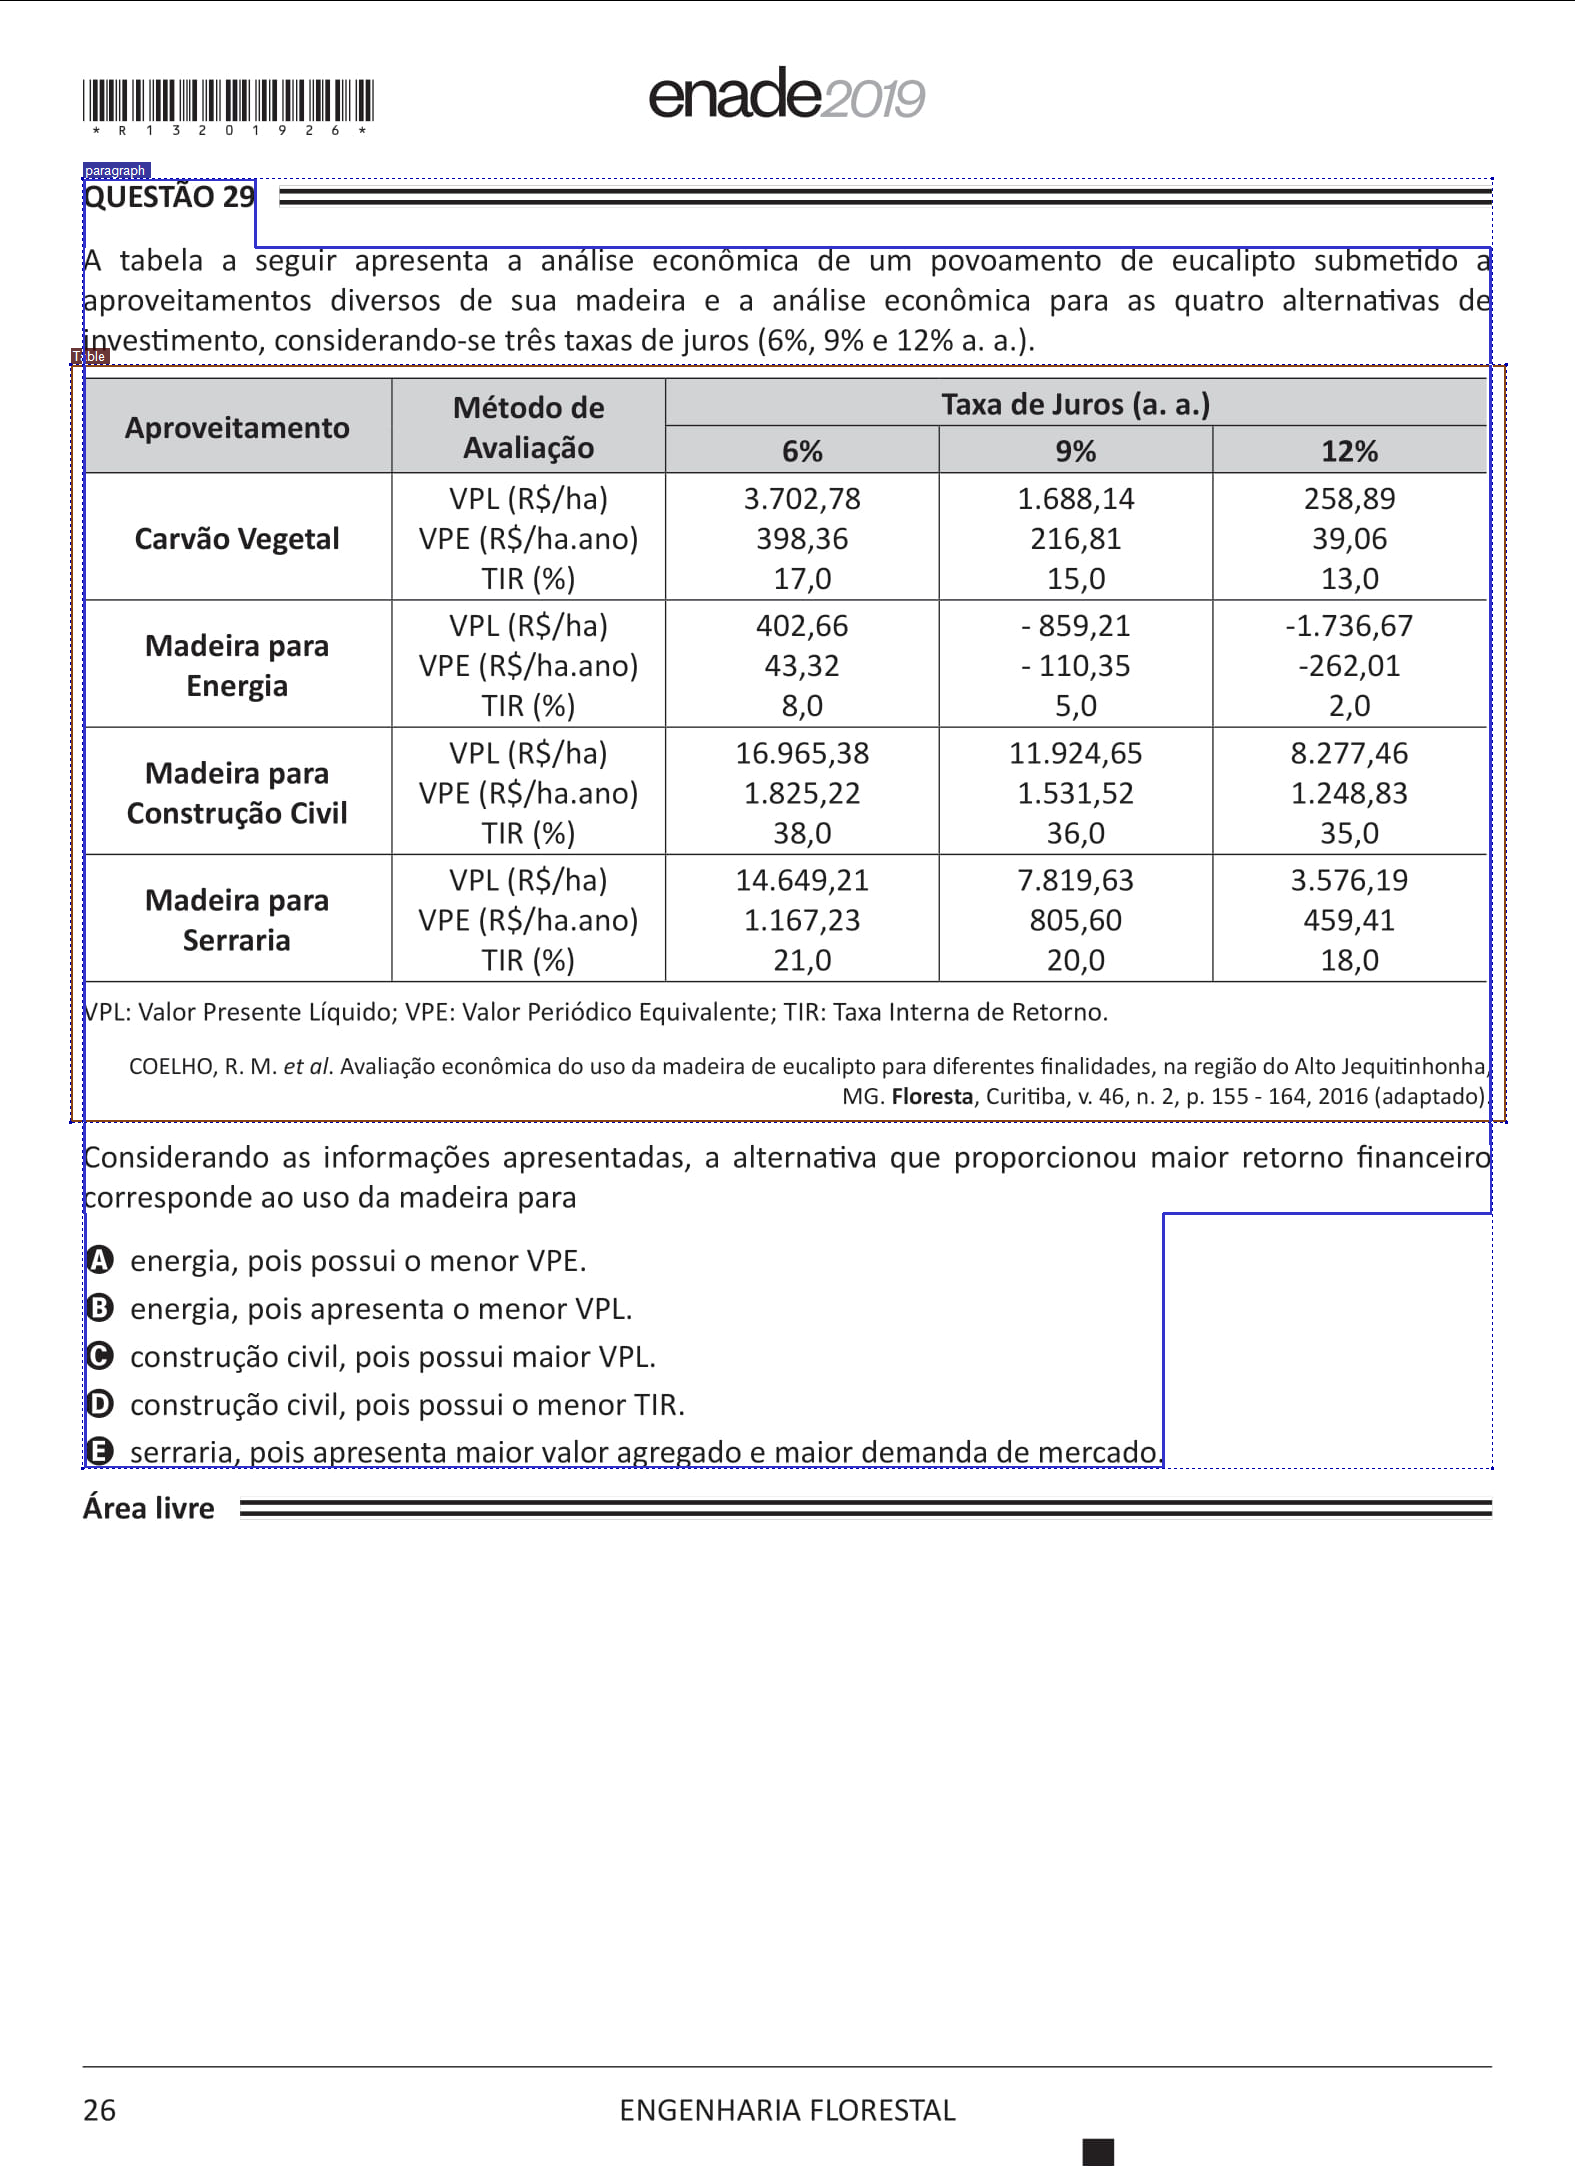 * R 1 3 2 0 1 9 2 6 *
enade2019
paragraph
QUESTÃO 29
A tabela a seguir apresenta a análise econômica de um povoamento de eucalipto submetido a
aproveitamentos diversos de sua madeira e a análise econômica para as quatro alternativas de
investimento, considerando-se três taxas de juros (6%, 9% e 12% a. a.).
Table
Aproveitamento Método de Avaliação Taxa de Juros (a. a.)
6% 9% 12%
Carvão Vegetal
VPL (R$/ha) 3.702,78 1.688,14 258,89
VPE (R$/ha.ano) 398,36 216,81 39,06
TIR (%) 17,0 15,0 13,0
Madeira para Energia
VPL (R$/ha) 402,66 - 859,21 -1.736,67
VPE (R$/ha.ano) 43,32 - 110,35 -262,01
TIR (%) 8,0 5,0 2,0
Madeira para Construção Civil
VPL (R$/ha) 16.965,38 11.924,65 8.277,46
VPE (R$/ha.ano) 1.825,22 1.531,52 1.248,83
TIR (%) 38,0 36,0 35,0
Madeira para Serraria
VPL (R$/ha) 14.649,21 7.819,63 3.576,19
VPE (R$/ha.ano) 1.167,23 805,60 459,41
TIR (%) 21,0 20,0 18,0
VPL: Valor Presente Líquido; VPE: Valor Periódico Equivalente; TIR: Taxa Interna de Retorno.
COELHO, R. M. et al. Avaliação econômica do uso da madeira de eucalipto para diferentes finalidades, na região do Alto Jequitinhonha,
MG. Floresta, Curitiba, v. 46, n. 2, p. 155 - 164, 2016 (adaptado).
Considerando as informações apresentadas, a alternativa que proporcionou maior retorno financeiro
corresponde ao uso da madeira para
A energia, pois possui o menor VPE.
B energia, pois apresenta o menor VPL.
C construção civil, pois possui maior VPL.
D construção civil, pois possui o menor TIR.
E serraria, pois apresenta maior valor agregado e maior demanda de mercado.
Área livre
26
ENGENHARIA FLORESTAL